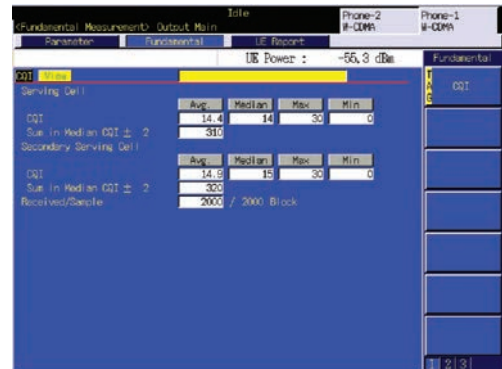 Idle
<Fundamental Measurement> Output Main
Phone-2
W-CDMA
Phone-1
W-CDMA
Parameter Fundamental UE Report
UE Power : -55.3 dBm
Fundamental
CQI View
TAG
CQI
Serving Cell
Avg. Median Max Min
CQI 14.4 14 30 0
Sum in Median CQI ± 2 310
Secondary Serving Cell
Avg. Median Max Min
CQI 14.9 15 30 0
Sum in Median CQI ± 2 320
Received/Sample 2000 / 2000 Block
1 2 3